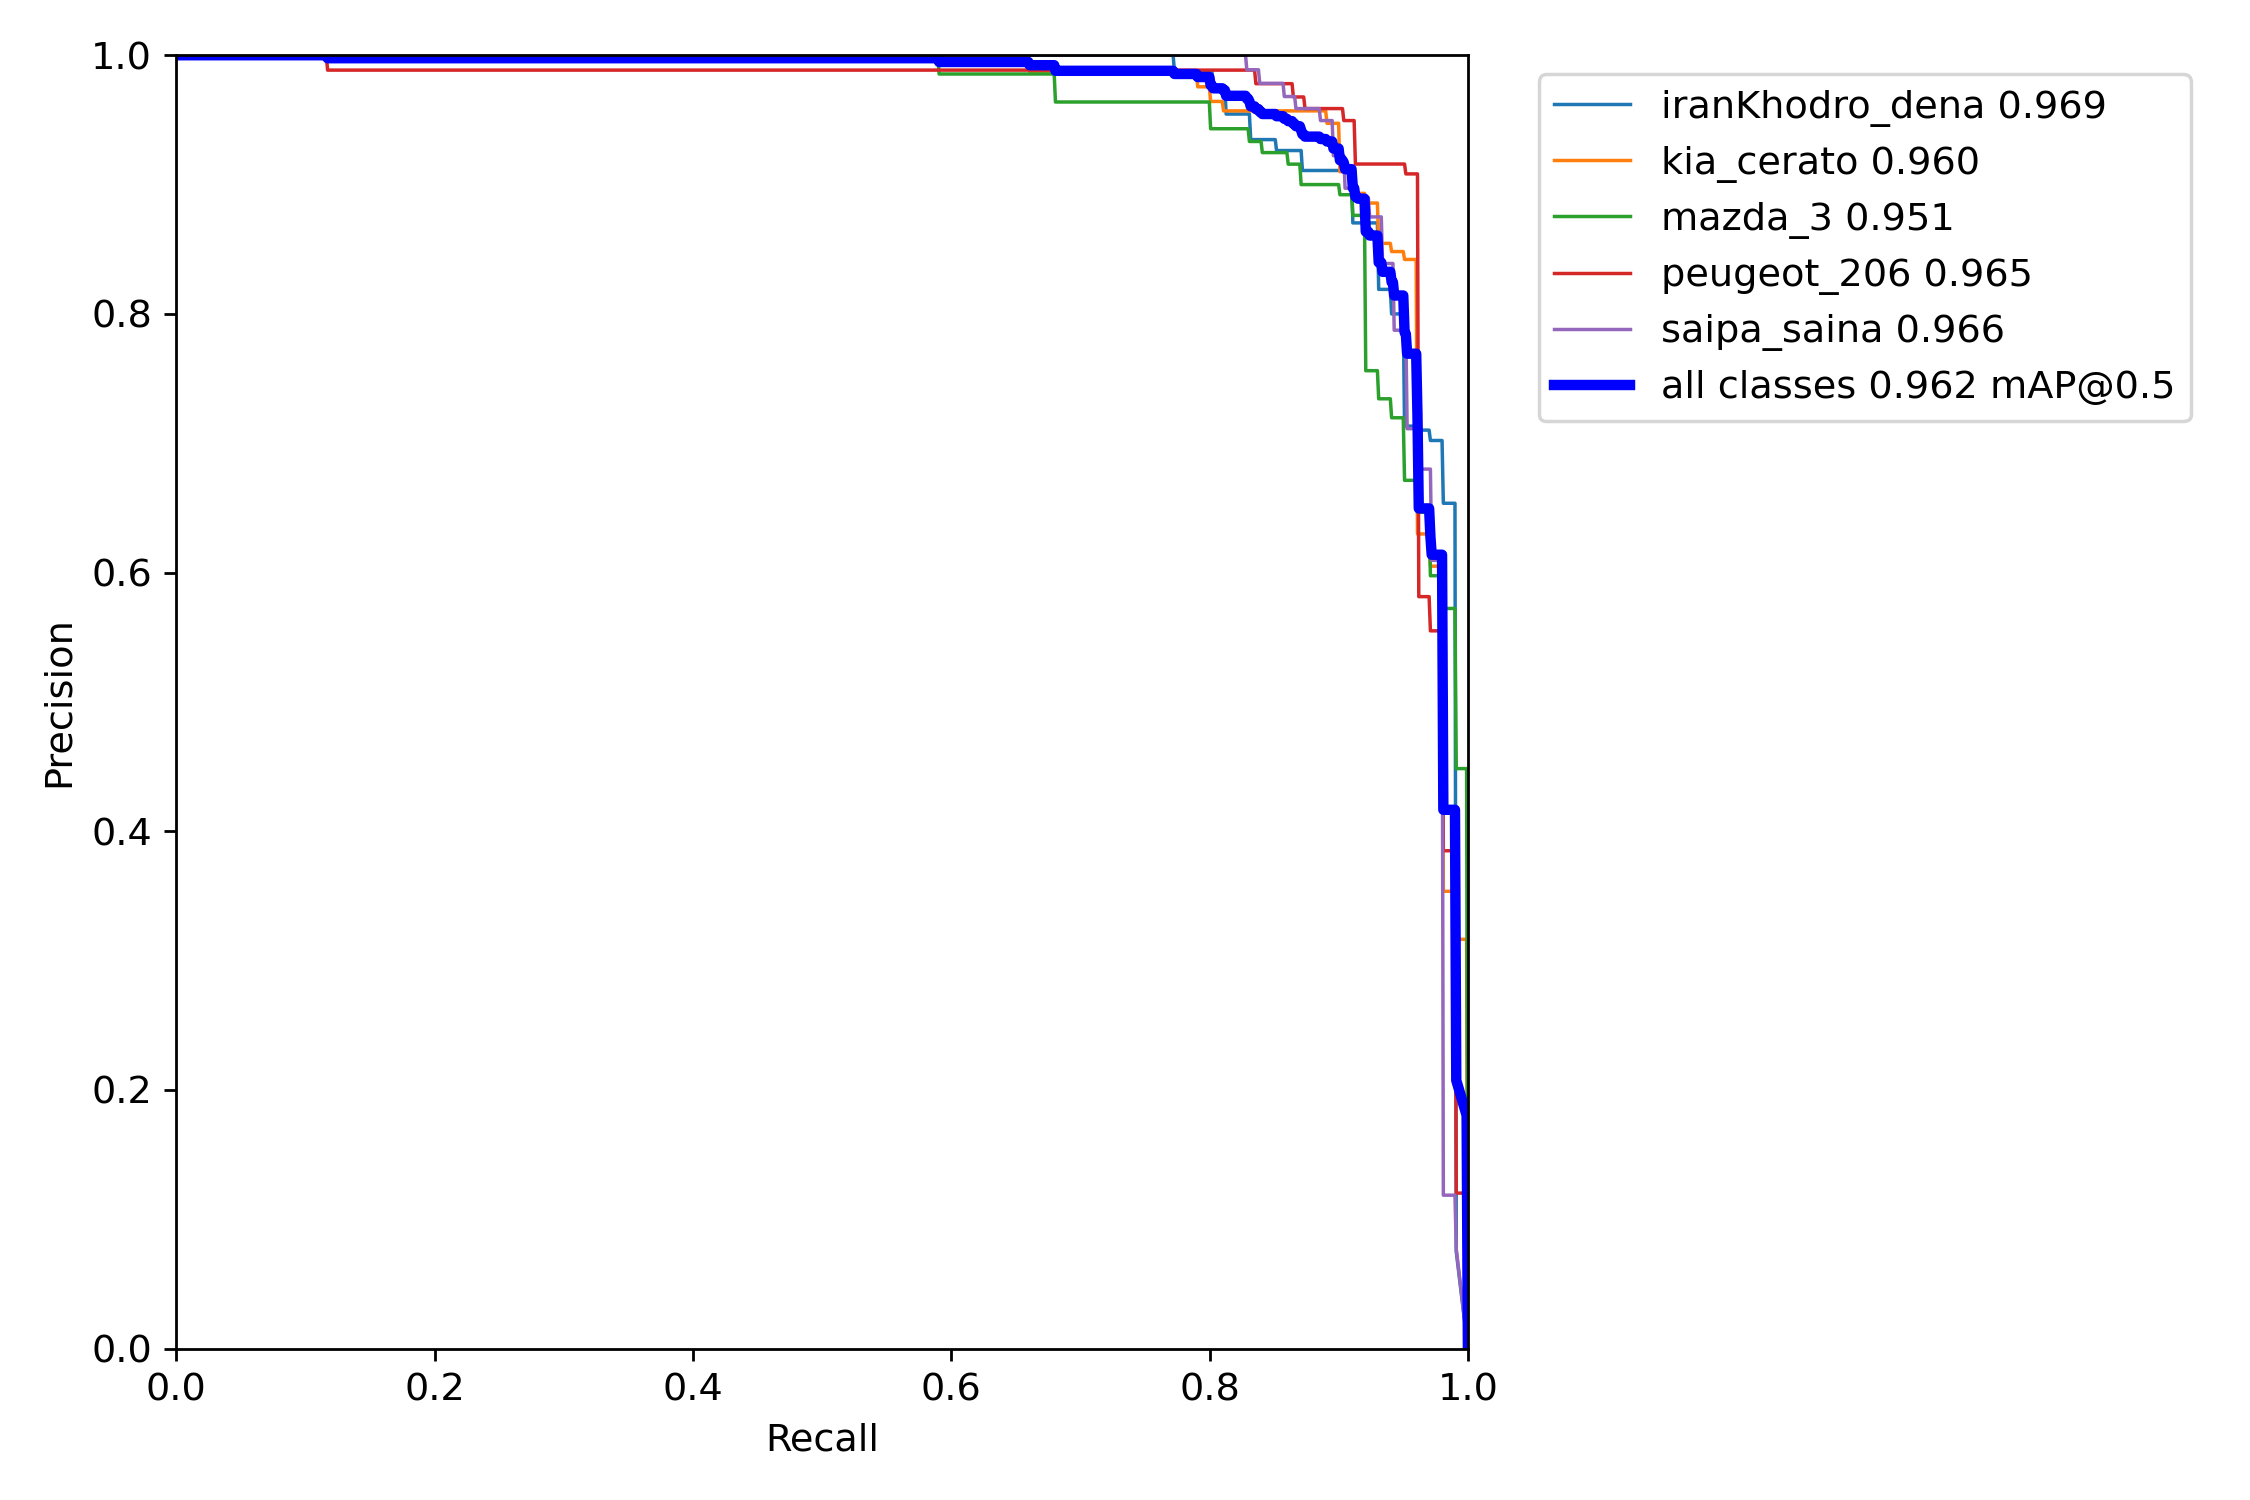 1.0
0.8
0.6
0.4
0.2
0.0
0.0 0.2 0.4 0.6 0.8 1.0
Precision
Recall
iranKhodro_dena 0.969
kia_cerato 0.960
mazda_3 0.951
peugeot_206 0.965
saipa_saina 0.966
all classes 0.962 mAP@0.5